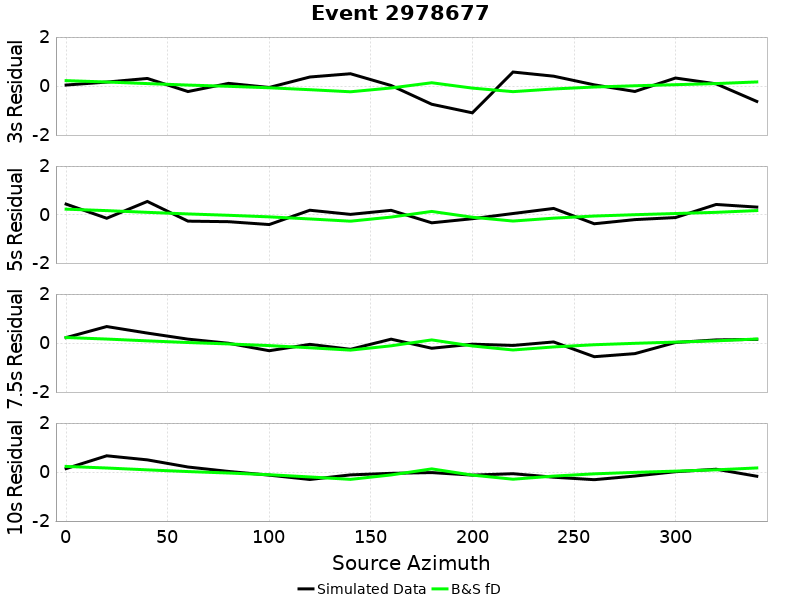 Event 2978677
3s Residual
2
0
-2
5s Residual
2
0
-2
7.5s Residual
2
0
-2
10s Residual
2
0
-2
0 50 100 150 200 250 300
Source Azimuth
Simulated Data B&S fD